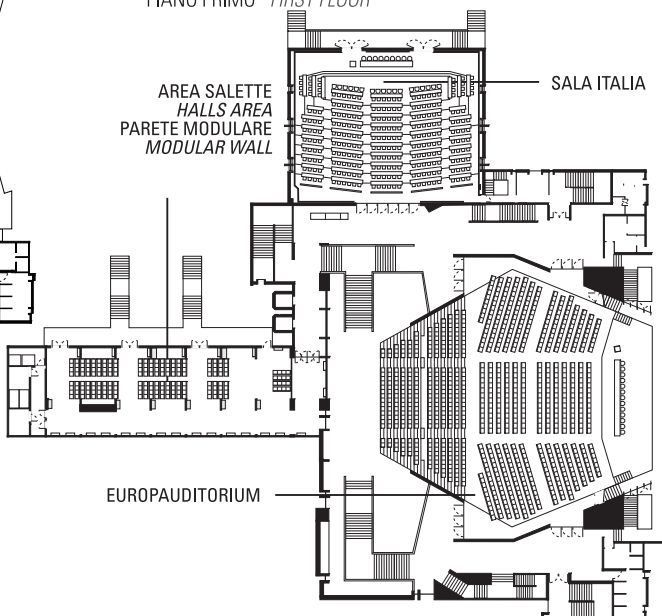 PIANO PRIMO FIRST FLOOR
AREA SALETTE
HALLS AREA
PARETE MODULARE
MODULAR WALL
SALA ITALIA
EUROPAUDITORIUM